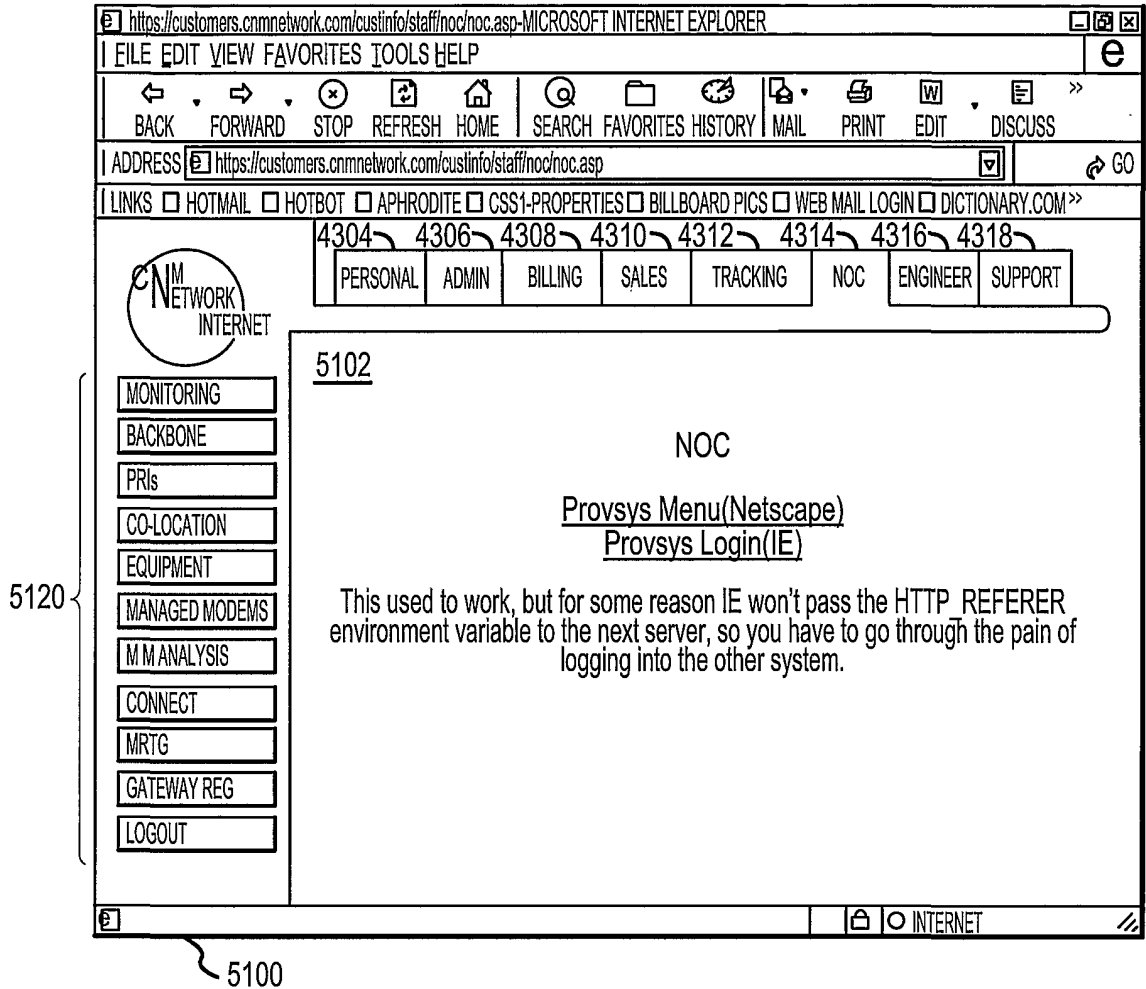 https://customers.cnmnetwork.com/custinfo/staff/noc/noc.asp-MICROSOFT INTERNET EXPLORER
FILE EDIT VIEW FAVORITES TOOLS HELP
BACK FORWARD STOP REFRESH HOME SEARCH FAVORITES HISTORY MAIL PRINT EDIT DISCUSS »
ADDRESS https://customers.cnmnetwork.com/custinfo/staff/noc/noc.asp GO
LINKS HOTMAIL HOTBOT APHRODITE CSS1-PROPERTIES BILLBOARD PICS WEB MAIL LOGIN DICTIONARY.COM »
4304 4306 4308 4310 4312 4314 4316 4318
PERSONAL ADMIN BILLING SALES TRACKING NOC ENGINEER SUPPORT
CNM
NETWORK
INTERNET
5102
MONITORING
BACKBONE
PRIs
CO-LOCATION
EQUIPMENT
MANAGED MODEMS
M M ANALYSIS
CONNECT
MRTG
GATEWAY REG
LOGOUT
5120
NOC
Provsys Menu(Netscape)
Provsys Login(IE)
This used to work, but for some reason IE won't pass the HTTP_REFERER
environment variable to the next server, so you have to go through the pain of
logging into the other system.
INTERNET
5100